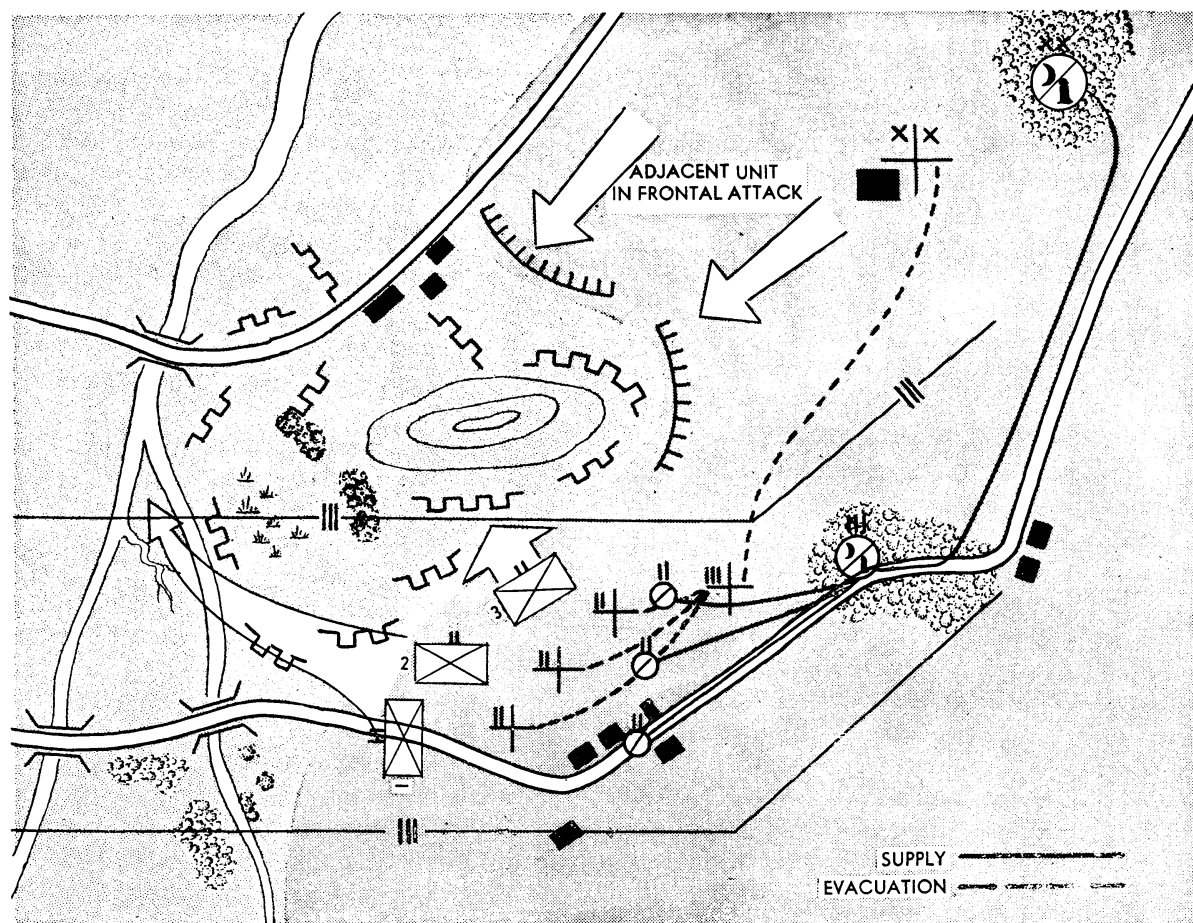 ADJACENT UNIT
IN FRONTAL ATTACK
3
2
SUPPLY
EVACUATION